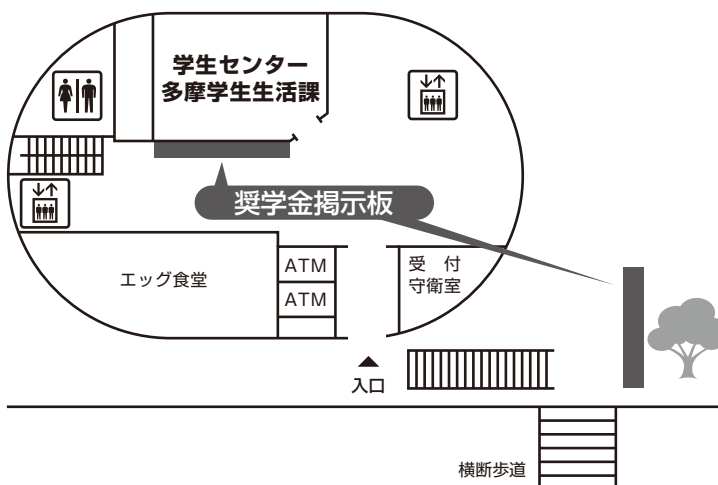 学生センター
多摩学生生活課
奨学金掲示板
エッグ食堂
ATM
ATM
受　付
守衛室
入口
横断歩道